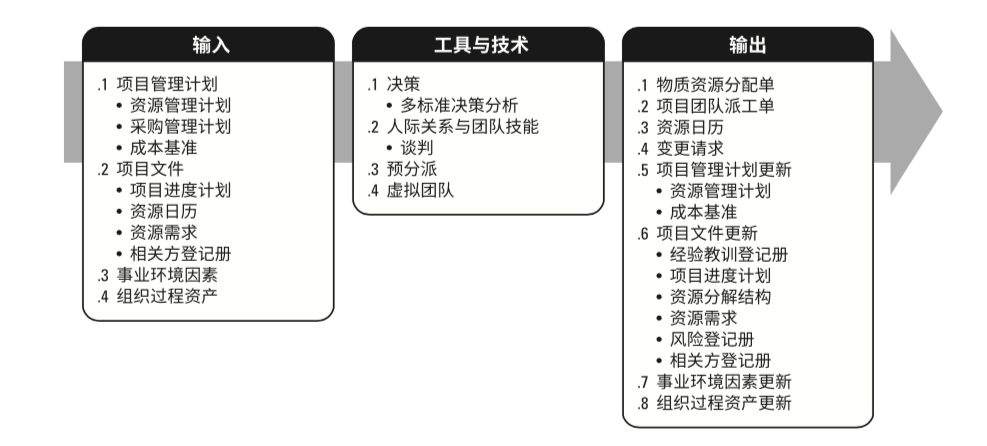 输入
.1 项目管理计划
• 资源管理计划
• 采购管理计划
• 成本基准
.2 项目文件
• 项目进度计划
• 资源日历
• 资源需求
• 相关方登记册
.3 事业环境因素
.4 组织过程资产
工具与技术
.1 决策
• 多标准决策分析
.2 人际关系与团队技能
• 谈判
.3 预分派
.4 虚拟团队
输出
.1 物质资源分配单
.2 项目团队派工单
.3 资源日历
.4 变更请求
.5 项目管理计划更新
• 资源管理计划
• 成本基准
.6 项目文件更新
• 经验教训登记册
• 项目进度计划
• 资源分解结构
• 资源需求
• 风险登记册
• 相关方登记册
.7 事业环境因素更新
.8 组织过程资产更新